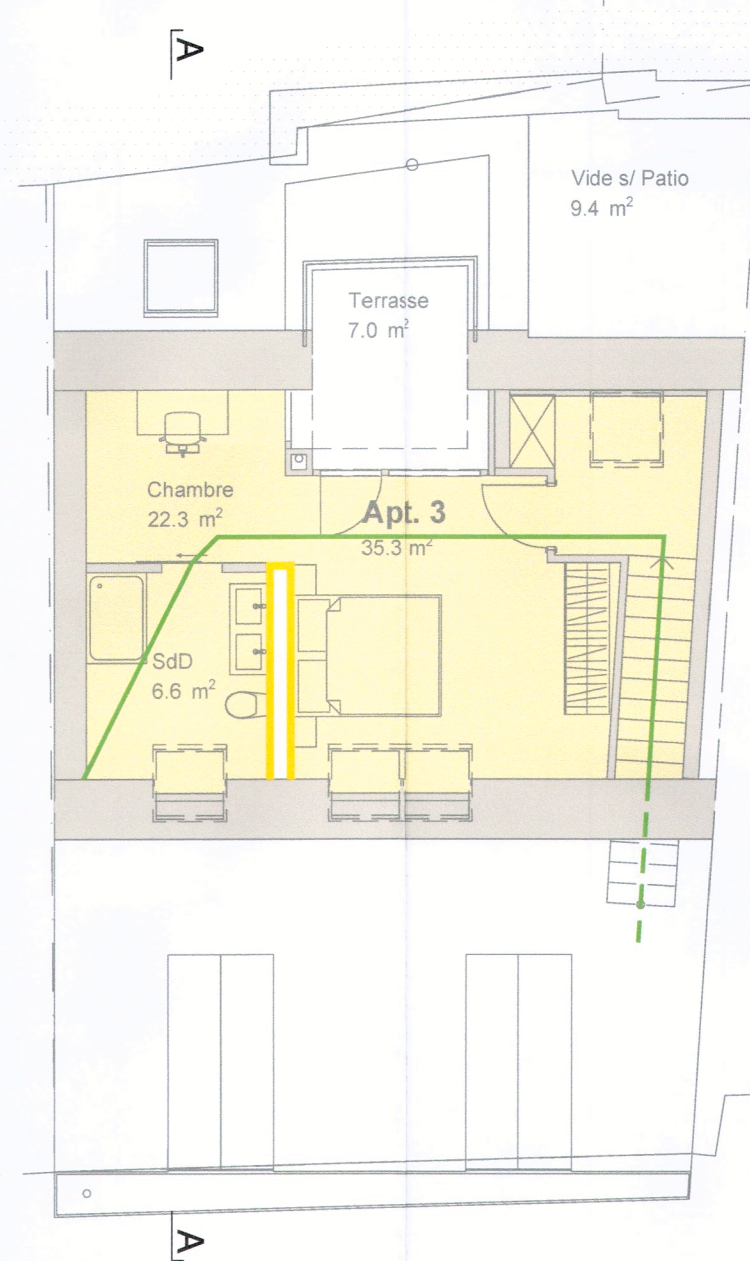 A
Vide s/ Patio
9.4 m²
Terrasse
7.0 m²
Chambre
22.3 m²
Apt. 3
35.3 m²
SdD
6.6 m²
A